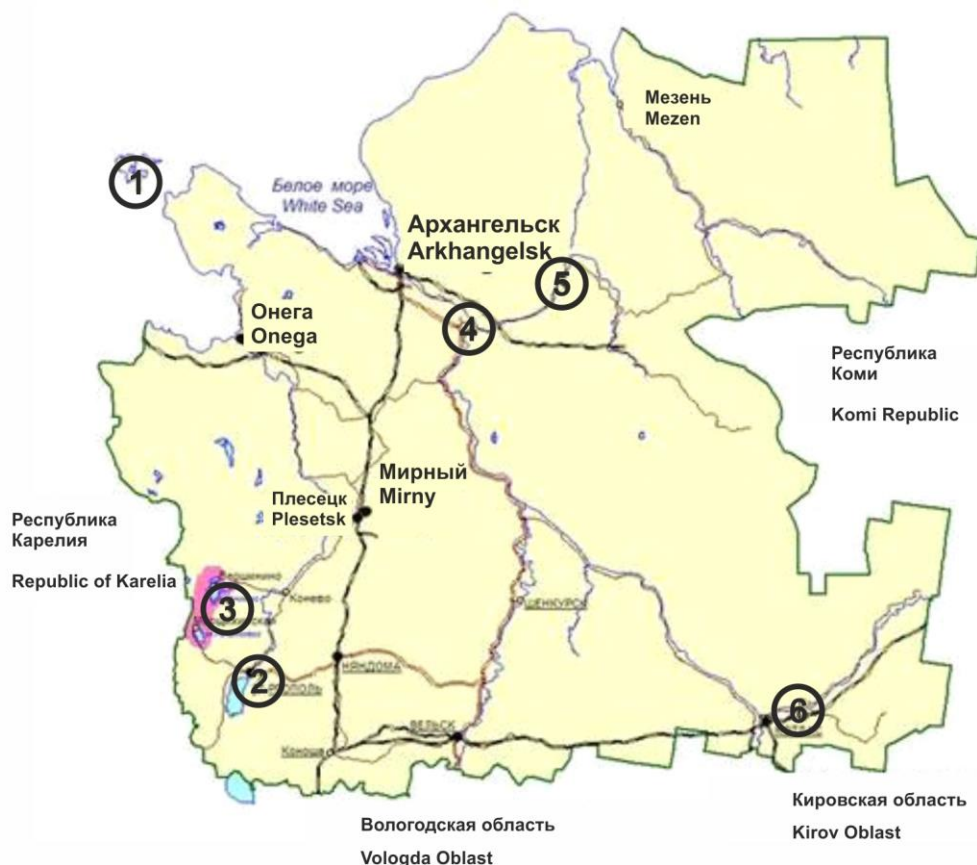 Мезень
Mezen
1
Белое море
White Sea
Архангельск
Arkhangelsk
5
4
Онега
Onega
Республика
Коми
Komi Republic
Мирный
Mirny
Плесецк
Plesetsk
Республика
Карелия
Republic of Karelia
3
Конево
ШЕНКУРСК
НЯНДОМА
2
6
ВЕЛЬСК
Коноша
Кировская область
Kirov Oblast
Вологодская область
Vologda Oblast